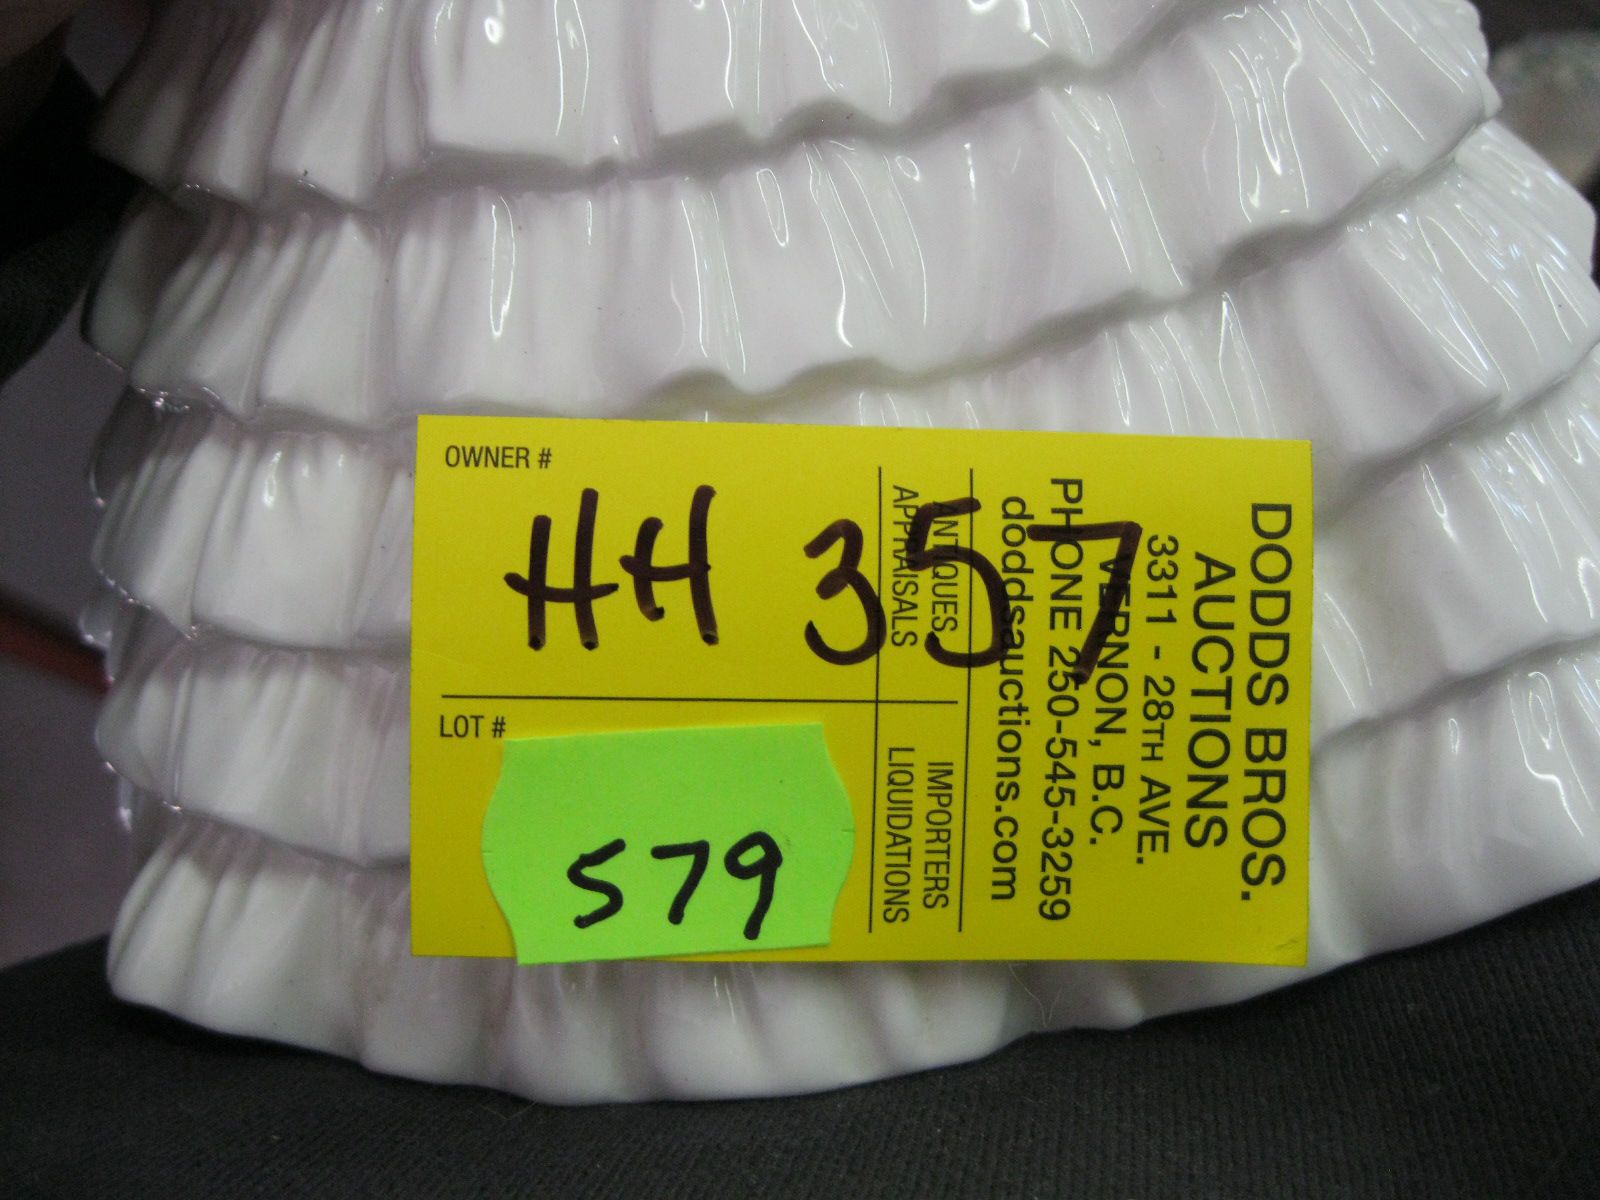 OWNER #
HH 357
LOT #
579
DODDS BROS.
AUCTIONS
3311 - 28TH AVE.
VERNON, B.C.
PHONE 250-545-3259
doddsauctions.com
ANTIQUES
APPRAISALS
IMPORTERS
LIQUIDATIONS